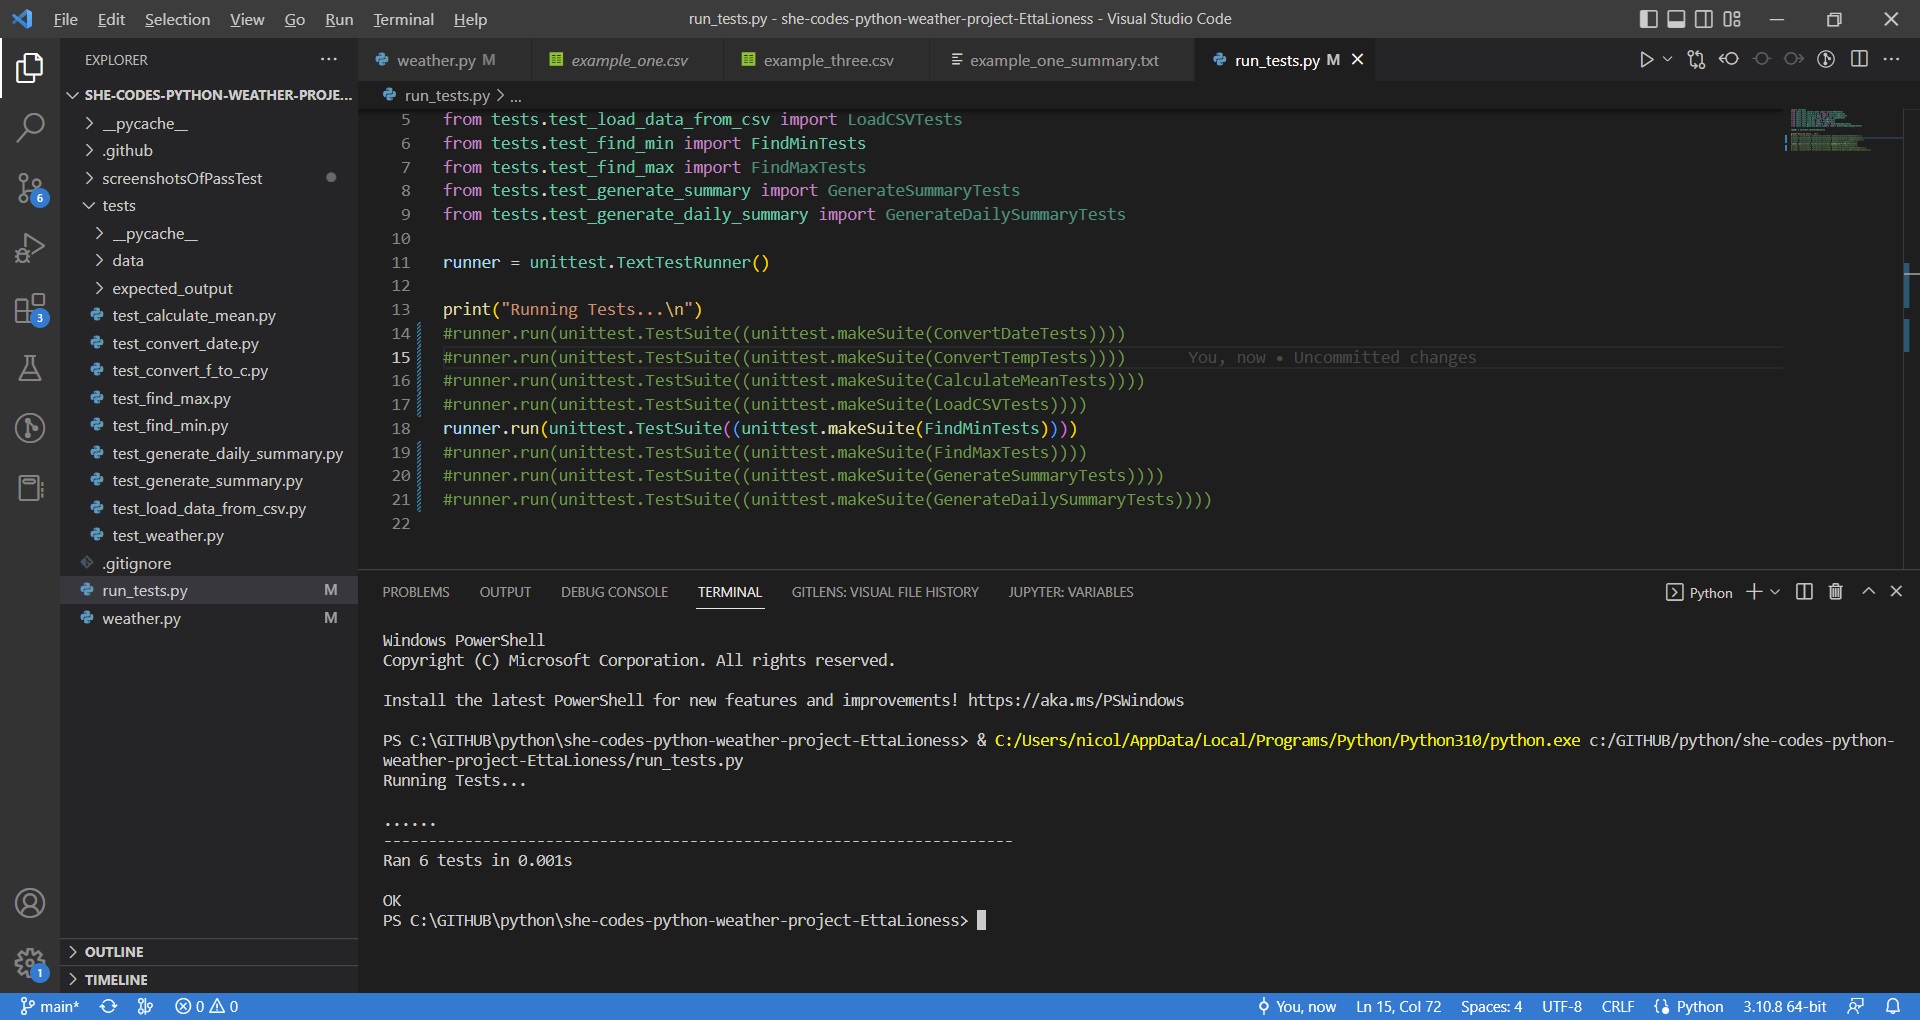 File Edit Selection View Go Run Terminal Help
run_tests.py - she-codes-python-weather-project-EttaLioness - Visual Studio Code
EXPLORER
SHE-CODES-PYTHON-WEATHER-PROJE...
__pycache__
.github
screenshotsOfPassTest
tests
__pycache__
data
expected_output
test_calculate_mean.py
test_convert_date.py
test_convert_f_to_c.py
test_find_max.py
test_find_min.py
test_generate_daily_summary.py
test_generate_summary.py
test_load_data_from_csv.py
test_weather.py
.gitignore
run_tests.py M
weather.py M
OUTLINE
TIMELINE
6
3
1
weather.py M example_one.csv example_three.csv example_one_summary.txt run_tests.py M
run_tests.py > ...
5 from tests.test_load_data_from_csv import LoadCSVTests
6 from tests.test_find_min import FindMinTests
7 from tests.test_find_max import FindMaxTests
8 from tests.test_generate_summary import GenerateSummaryTests
9 from tests.test_generate_daily_summary import GenerateDailySummaryTests
10
11 runner = unittest.TextTestRunner()
12
13 print("Running Tests...\n")
14 #runner.run(unittest.TestSuite((unittest.makeSuite(ConvertDateTests))))
15 #runner.run(unittest.TestSuite((unittest.makeSuite(ConvertTempTests)))) You, now • Uncommitted changes
16 #runner.run(unittest.TestSuite((unittest.makeSuite(CalculateMeanTests))))
17 #runner.run(unittest.TestSuite((unittest.makeSuite(LoadCSVTests))))
18 runner.run(unittest.TestSuite((unittest.makeSuite(FindMinTests))))
19 #runner.run(unittest.TestSuite((unittest.makeSuite(FindMaxTests))))
20 #runner.run(unittest.TestSuite((unittest.makeSuite(GenerateSummaryTests))))
21 #runner.run(unittest.TestSuite((unittest.makeSuite(GenerateDailySummaryTests))))
22
PROBLEMS OUTPUT DEBUG CONSOLE TERMINAL GITLENS: VISUAL FILE HISTORY JUPYTER: VARIABLES Python
Windows PowerShell
Copyright (C) Microsoft Corporation. All rights reserved.
Install the latest PowerShell for new features and improvements! https://aka.ms/PSWindows
PS C:\GITHUB\python\she-codes-python-weather-project-EttaLioness> & C:/Users/nicol/AppData/Local/Programs/Python/Python310/python.exe c:/GITHUB/python/she-codes-python-
weather-project-EttaLioness/run_tests.py
Running Tests...
......
----------------------------------------------------------------------
Ran 6 tests in 0.001s
OK
PS C:\GITHUB\python\she-codes-python-weather-project-EttaLioness>
main* 0 0 You, now Ln 15, Col 72 Spaces: 4 UTF-8 CRLF Python 3.10.8 64-bit